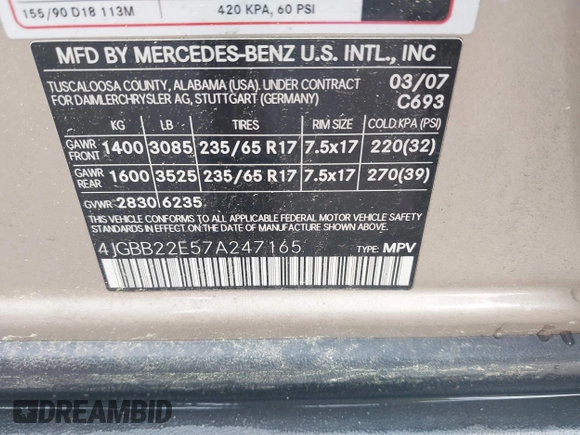 155/90 D18 113M 420 KPA, 60 PSI
MFD BY MERCEDES-BENZ U.S. INTL., INC
TUSCALOOSA COUNTY, ALABAMA (USA). UNDER CONTRACT 03/07
FOR DAIMLERCHRYSLER AG, STUTTGART (GERMANY) C693
KG LB TIRES RIM SIZE COLD.KPA (PSI)
GAWR FRONT 1400 3085 235/65 R17 7.5x17 220(32)
GAWR REAR 1600 3525 235/65 R17 7.5x17 270(39)
GVWR 2830 6235
THIS VEHICLE CONFORMS TO ALL APPLICABLE FEDERAL MOTOR VEHICLE SAFETY
STANDARDS IN EFFECT ON THE DATE OF MANUFACTURE SHOWN ABOVE.
4JGBB22E57A247165 TYPE: MPV
DREAMBID